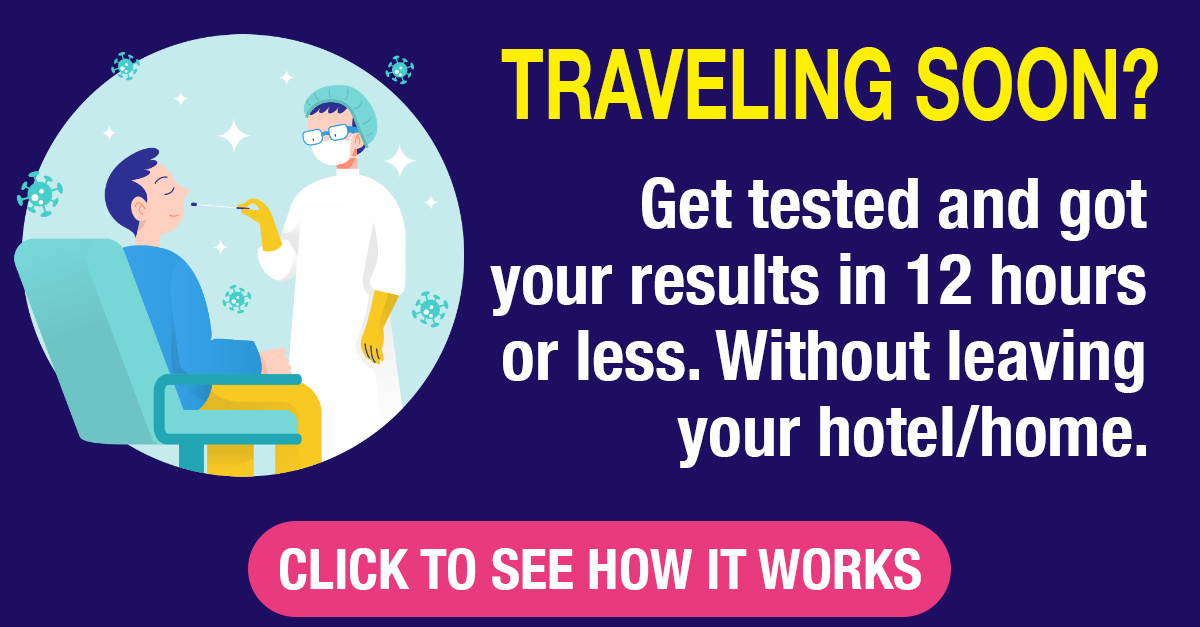 TRAVELING SOON?
Get tested and got
your results in 12 hours
or less. Without leaving
your hotel/home.
CLICK TO SEE HOW IT WORKS